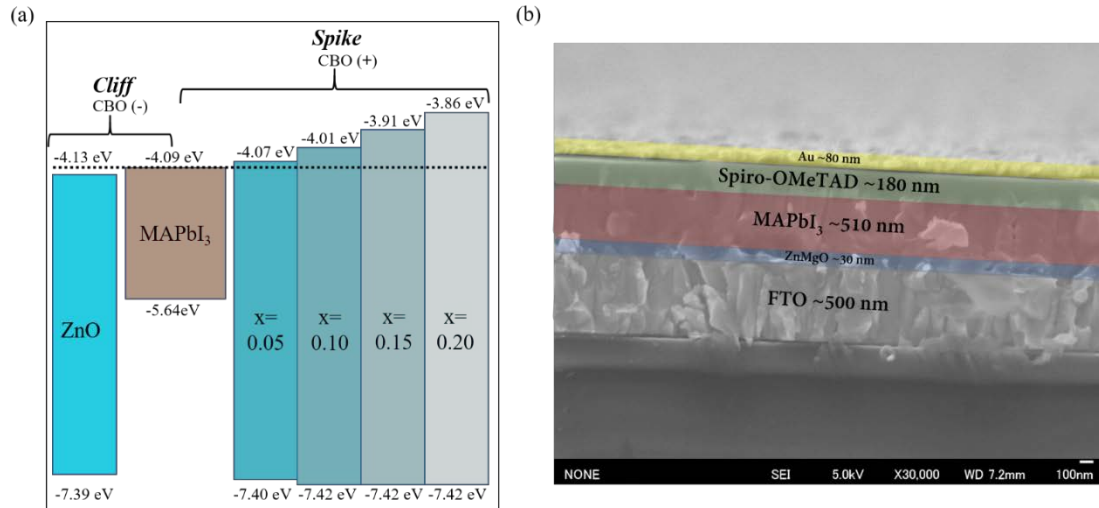 (a)
Spike
CBO (+)
Cliff
CBO (-)
-3.86 eV
-3.91 eV
-4.01 eV
-4.07 eV
-4.13 eV
-4.09 eV
MAPbI₃
-5.64eV
ZnO
x=
0.05
x=
0.10
x=
0.15
x=
0.20
-7.39 eV
-7.40 eV
-7.42 eV
-7.42 eV
-7.42 eV
(b)
Au ~80 nm
Spiro-OMeTAD ~180 nm
MAPbI₃ ~510 nm
ZnMgO ~30 nm
FTO ~500 nm
NONE SEI 5.0kV X30,000 WD 7.2mm 100nm